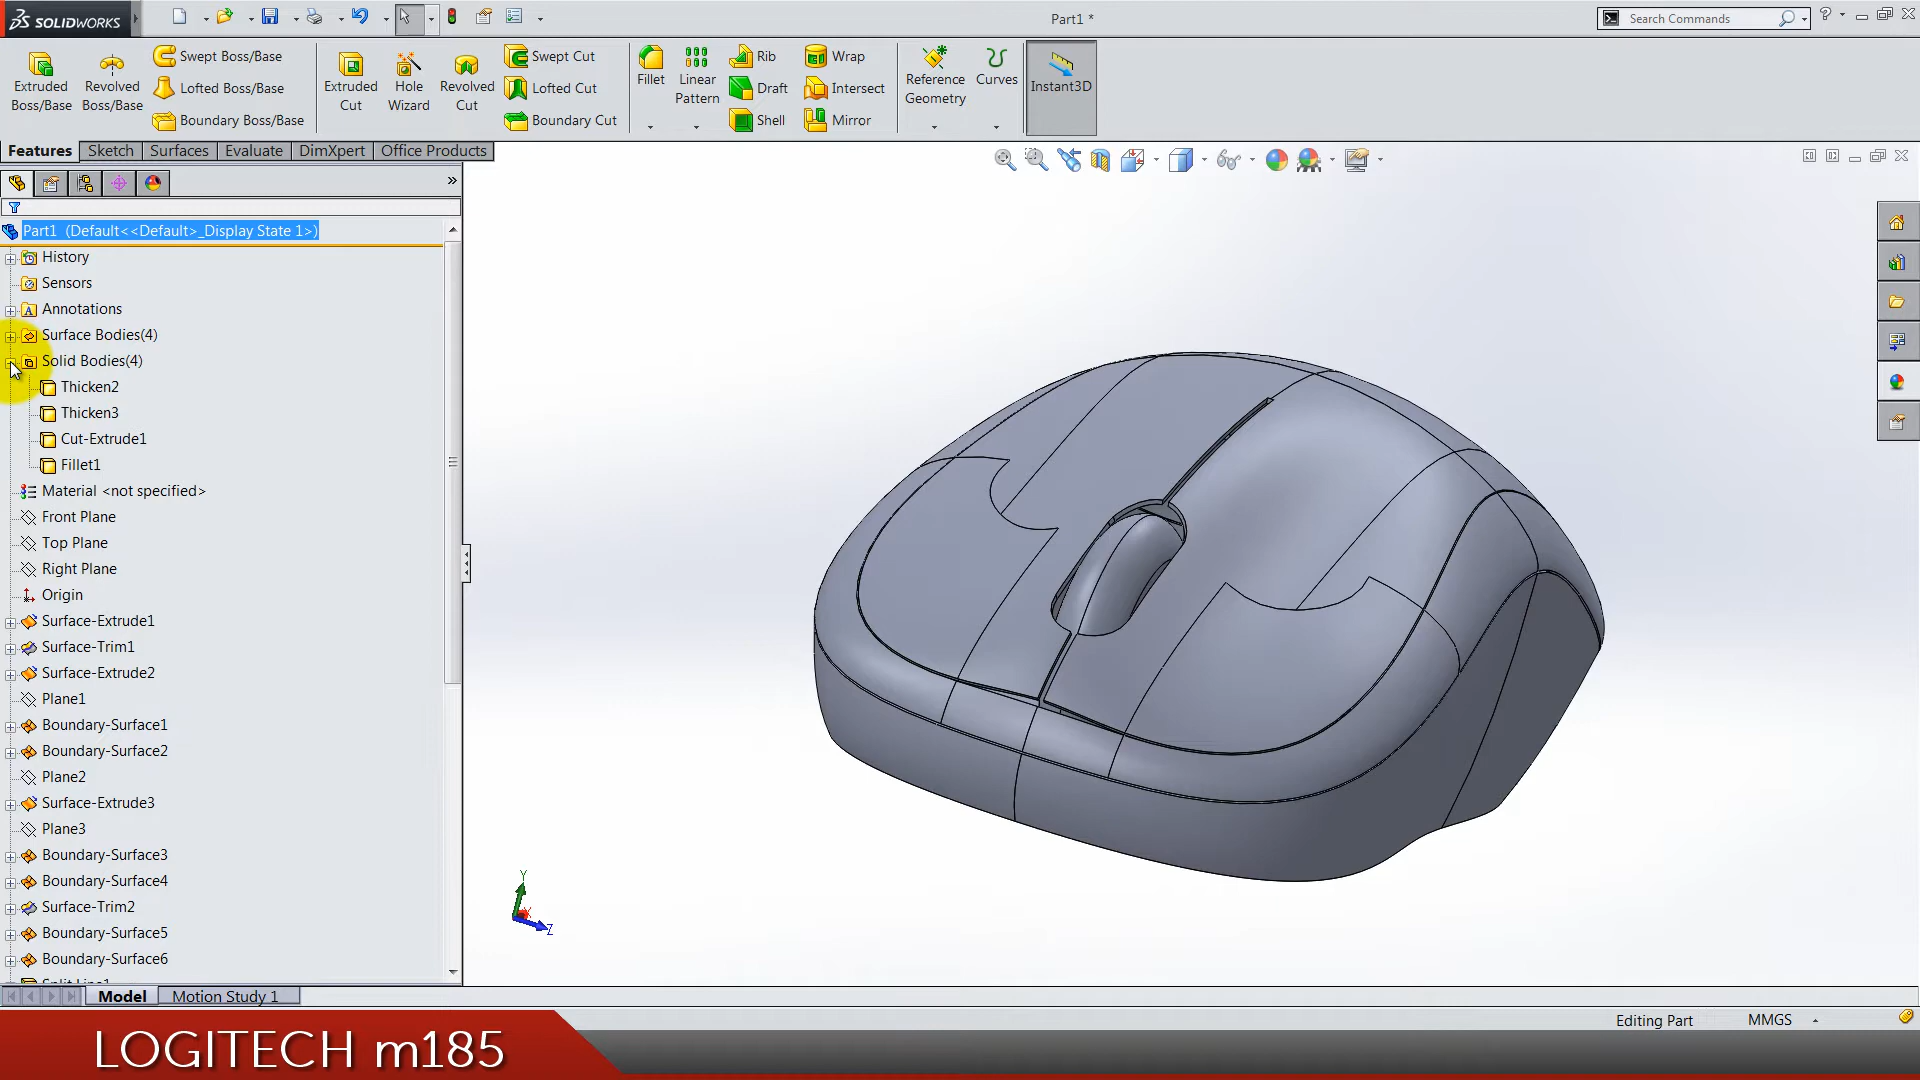 SOLIDWORKS
Part1 *
Search Commands
Extruded Boss/Base
Revolved Boss/Base
Swept Boss/Base
Lofted Boss/Base
Boundary Boss/Base
Extruded Cut
Hole Wizard
Revolved Cut
Swept Cut
Lofted Cut
Boundary Cut
Fillet
Linear Pattern
Rib
Draft
Shell
Wrap
Intersect
Mirror
Reference Geometry
Curves
Instant3D
Features
Sketch
Surfaces
Evaluate
DimXpert
Office Products
Part1 (Default<<Default>_Display State 1>)
History
Sensors
Annotations
Surface Bodies(4)
Solid Bodies(4)
Thicken2
Thicken3
Cut-Extrude1
Fillet1
Material <not specified>
Front Plane
Top Plane
Right Plane
Origin
Surface-Extrude1
Surface-Trim1
Surface-Extrude2
Plane1
Boundary-Surface1
Boundary-Surface2
Plane2
Surface-Extrude3
Plane3
Boundary-Surface3
Boundary-Surface4
Surface-Trim2
Boundary-Surface5
Boundary-Surface6
Split Line1
Y
X
Z
Model
Motion Study 1
Editing Part
MMGS
LOGITECH m185